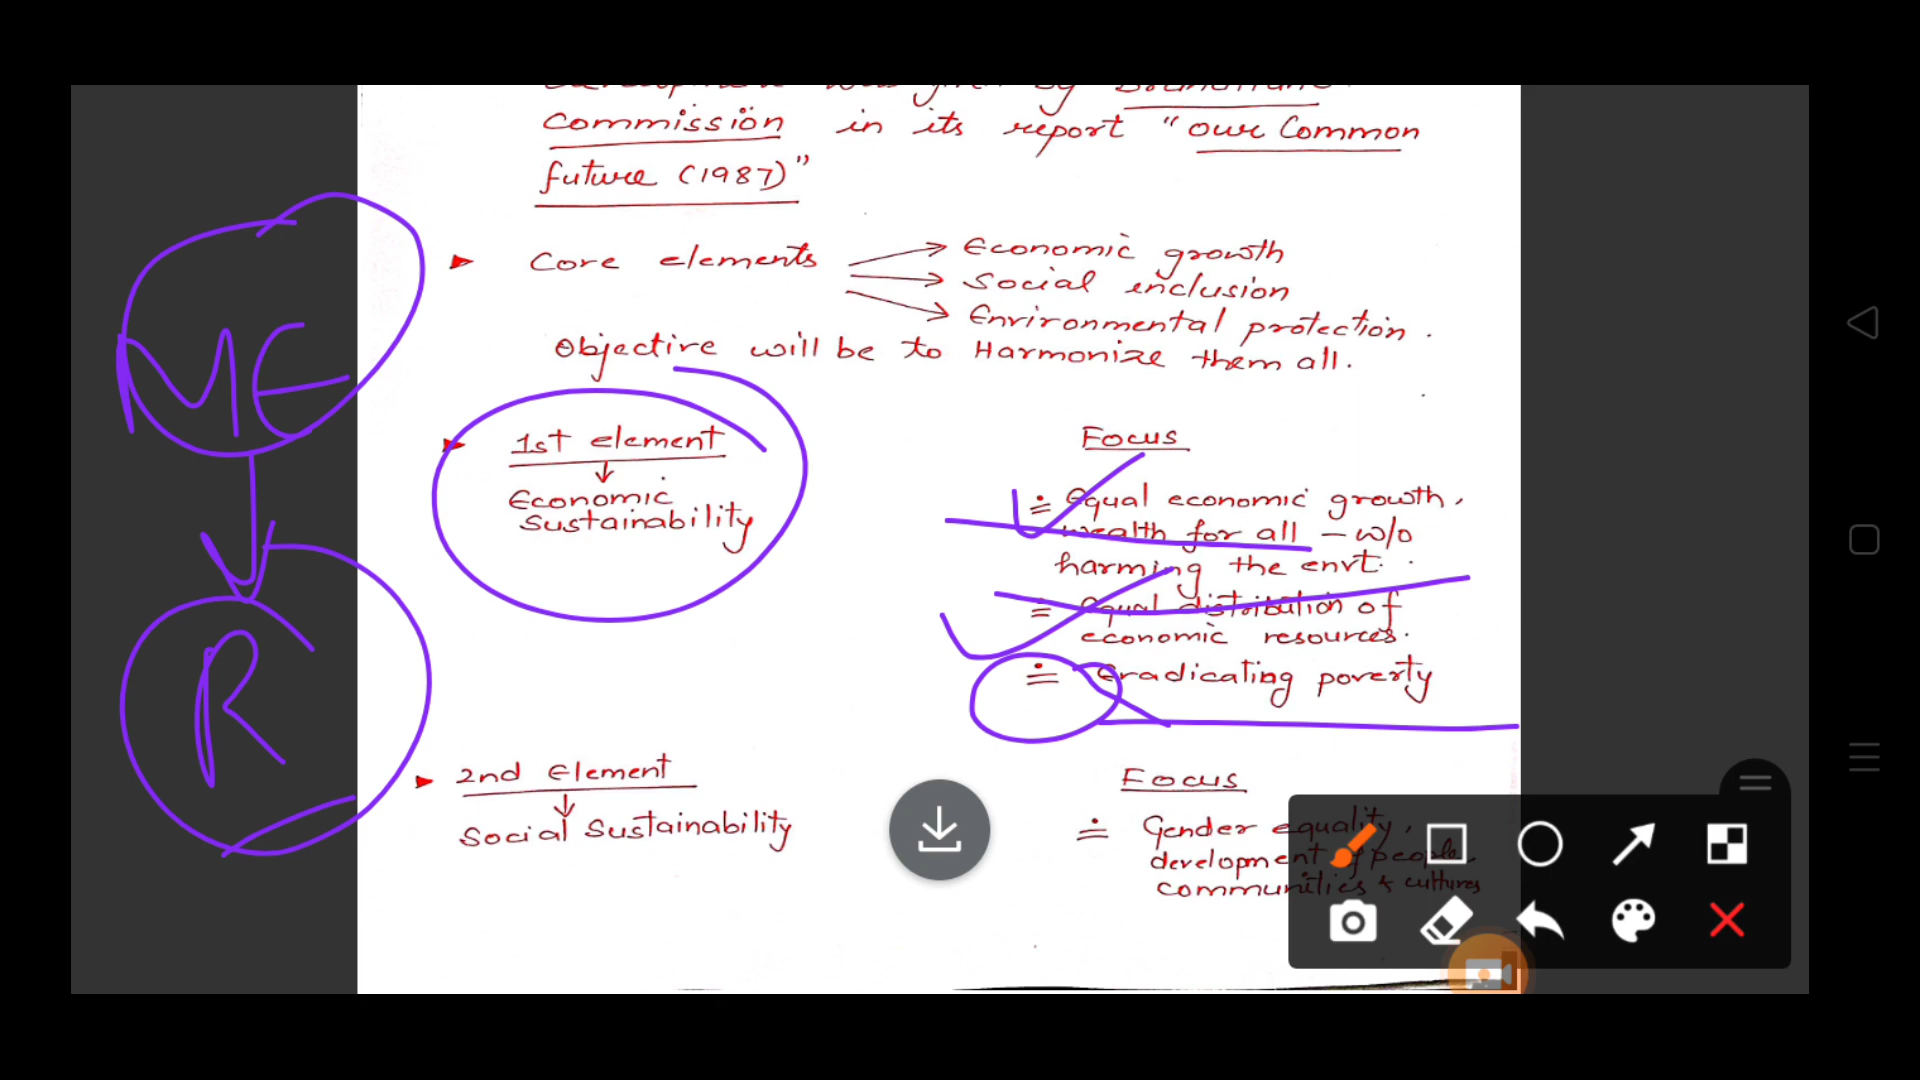 Commission in its report "our Common
future (1987)"
Core elements
Economic growth
Social inclusion
Environmental protection.
Objective will be to Harmonize them all.
1st element
Economic
Sustainability
Focus
Equal economic growth,
wealth for all - w/o
harming the envt.
Equal distribution of
economic resources.
Eradicating poverty
2nd Element
Social Sustainability
Focus
Gender equality,
development of people,
communities & cultures
ME
R